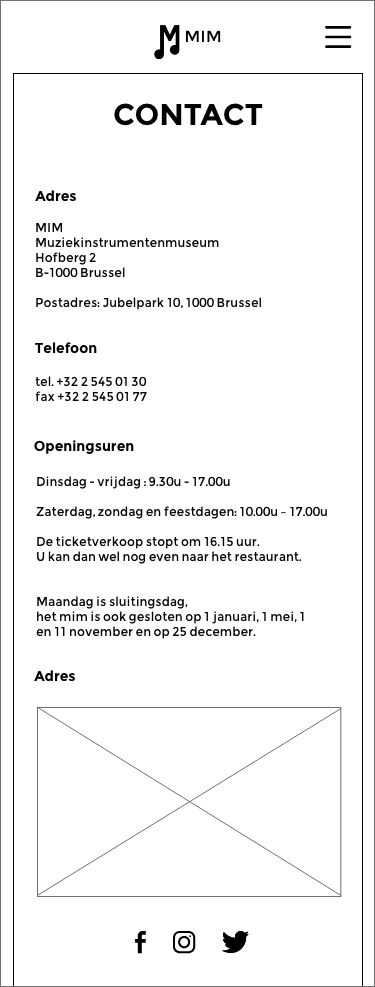 MIM
CONTACT
Adres
MIM
Muziekinstrumentenmuseum
Hofberg 2
B-1000 Brussel
Postadres: Jubelpark 10, 1000 Brussel
Telefoon
tel. +32 2 545 01 30
fax +32 2 545 01 77
Openingsuren
Dinsdag - vrijdag : 9.30u - 17.00u
Zaterdag, zondag en feestdagen: 10.00u – 17.00u
De ticketverkoop stopt om 16.15 uur.
U kan dan wel nog even naar het restaurant.
Maandag is sluitingsdag,
het mim is ook gesloten op 1 januari, 1 mei, 1
en 11 november en op 25 december.
Adres